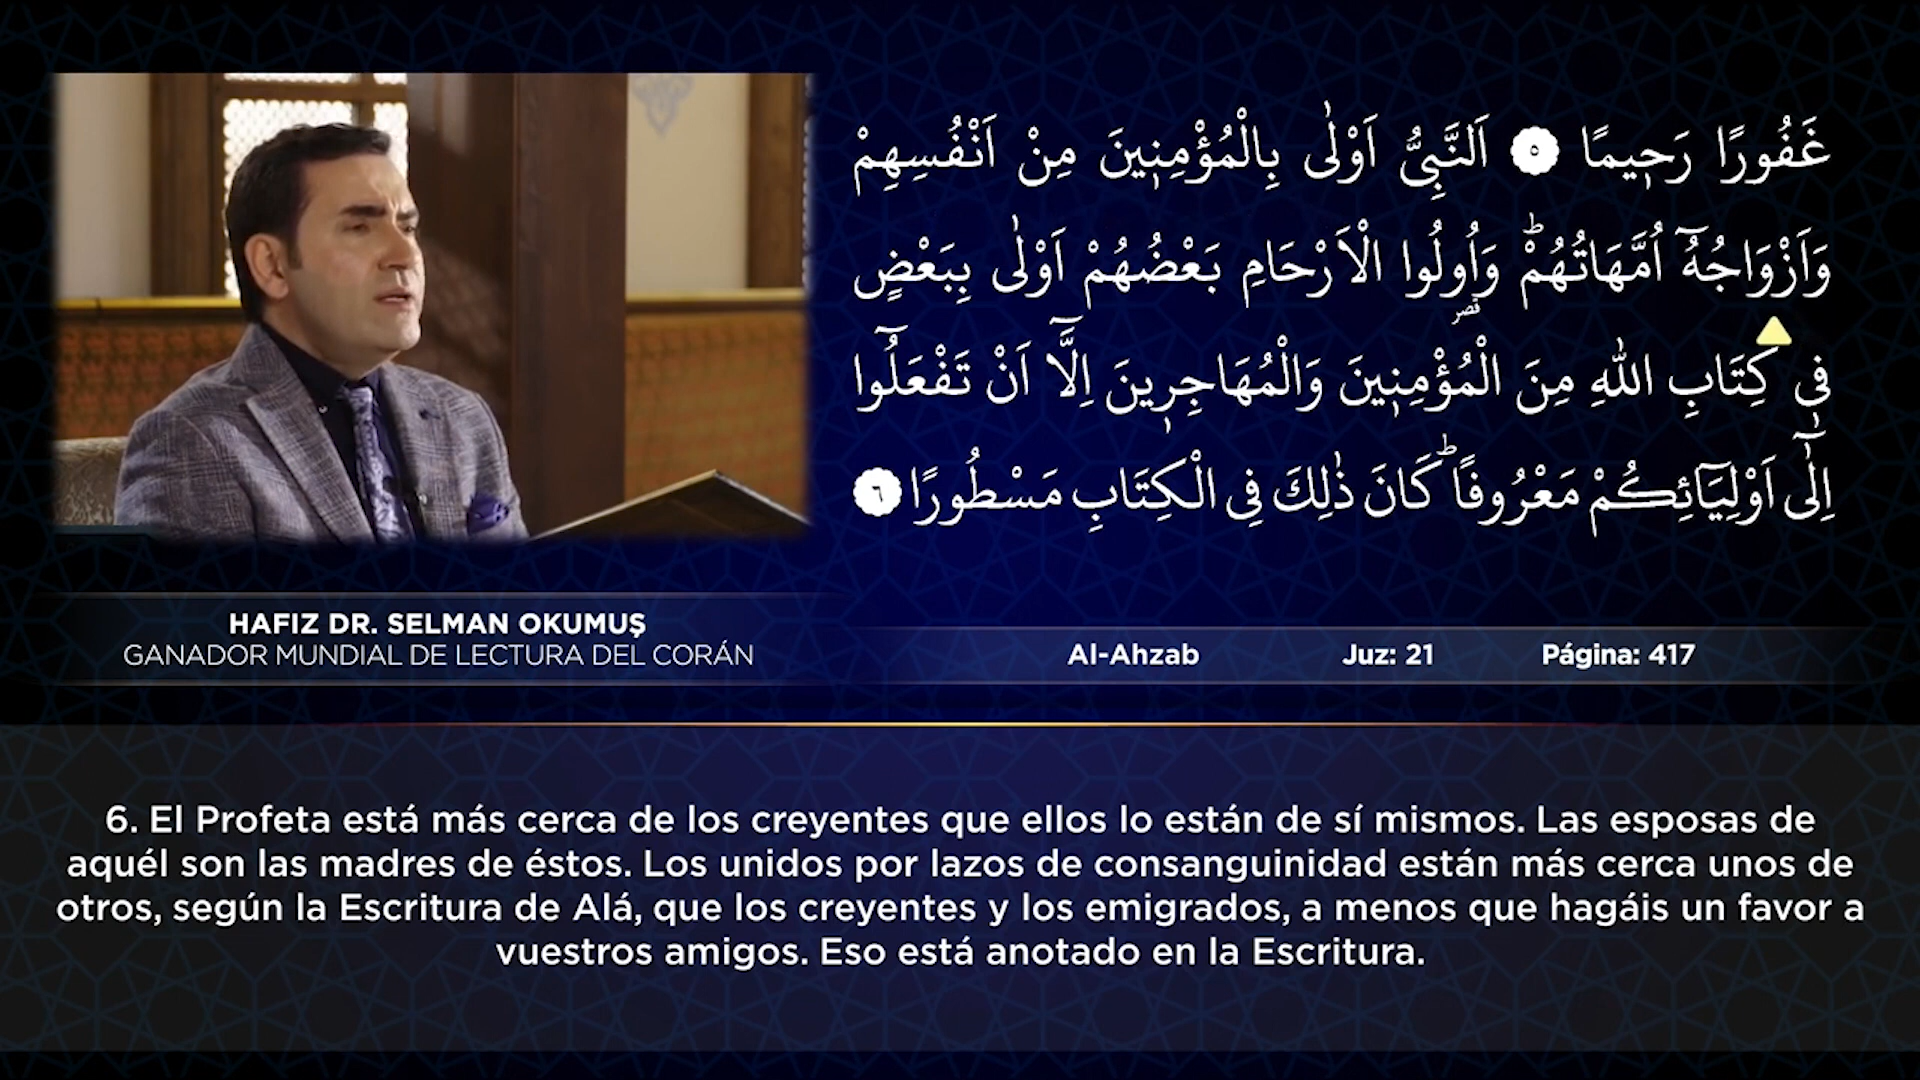 غَفُورًا رَحٖيمًا ٥ اَلنَّبِيُّ اَوْلٰى بِالْمُؤْمِنٖينَ مِنْ اَنْفُسِهِمْ
وَاَزْوَاجُهُٓ اُمَّهَاتُهُمْؕ وَاُولُوا الْاَرْحَامِ بَعْضُهُمْ اَوْلٰى بِبَعْضٍ
قصر
فٖي كِتَابِ اللّٰهِ مِنَ الْمُؤْمِنٖينَ وَالْمُهَاجِرٖينَ اِلَّٓا اَنْ تَفْعَلُٓوا
اِلٰٓى اَوْلِيَٓائِكُمْ مَعْرُوفًاؕ كَانَ ذٰلِكَ فِي الْكِتَابِ مَسْطُورًا ٦
HAFIZ DR. SELMAN OKUMUŞ
GANADOR MUNDIAL DE LECTURA DEL CORÁN
Al-Ahzab Juz: 21 Página: 417
6. El Profeta está más cerca de los creyentes que ellos lo están de sí mismos. Las esposas de
aquél son las madres de éstos. Los unidos por lazos de consanguinidad están más cerca unos de
otros, según la Escritura de Alá, que los creyentes y los emigrados, a menos que hagáis un favor a
vuestros amigos. Eso está anotado en la Escritura.